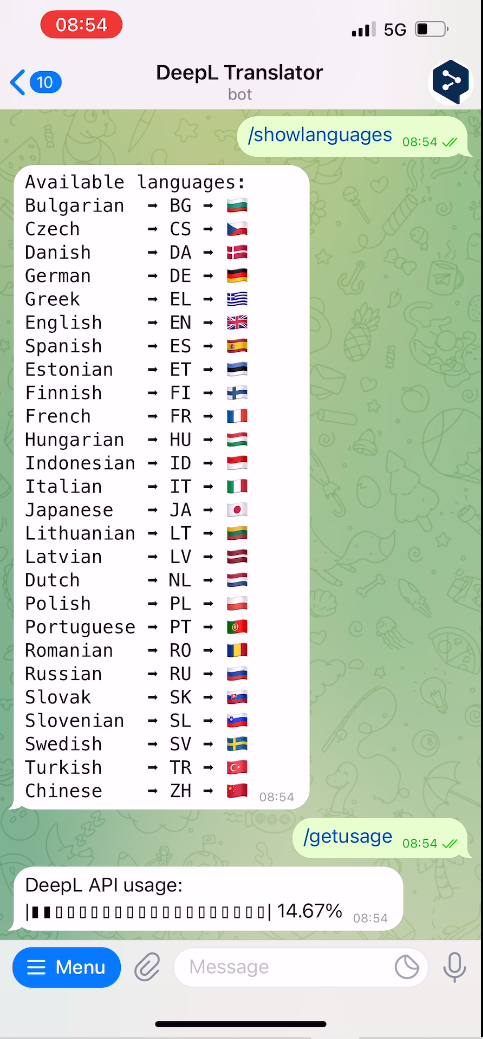 08:54
5G
10
DeepL Translator
bot
/showlanguages 08:54
Available languages:
Bulgarian → BG → 🇧🇬
Czech → CS → 🇨🇿
Danish → DA → 🇩🇰
German → DE → 🇩🇪
Greek → EL → 🇬🇷
English → EN → 🇬🇧
Spanish → ES → 🇪🇸
Estonian → ET → 🇪🇪
Finnish → FI → 🇫🇮
French → FR → 🇫🇷
Hungarian → HU → 🇭🇺
Indonesian → ID → 🇮🇩
Italian → IT → 🇮🇹
Japanese → JA → 🇯🇵
Lithuanian → LT → 🇱🇹
Latvian → LV → 🇱🇻
Dutch → NL → 🇳🇱
Polish → PL → 🇵🇱
Portuguese → PT → 🇵🇹
Romanian → RO → 🇷🇴
Russian → RU → 🇷🇺
Slovak → SK → 🇸🇰
Slovenian → SL → 🇸🇮
Swedish → SV → 🇸🇪
Turkish → TR → 🇹🇷
Chinese → ZH → 🇨🇳 08:54
/getusage 08:54
DeepL API usage:
|▮▮▯▯▯▯▯▯▯▯▯▯▯▯▯▯▯▯▯▯| 14.67% 08:54
Menu
Message